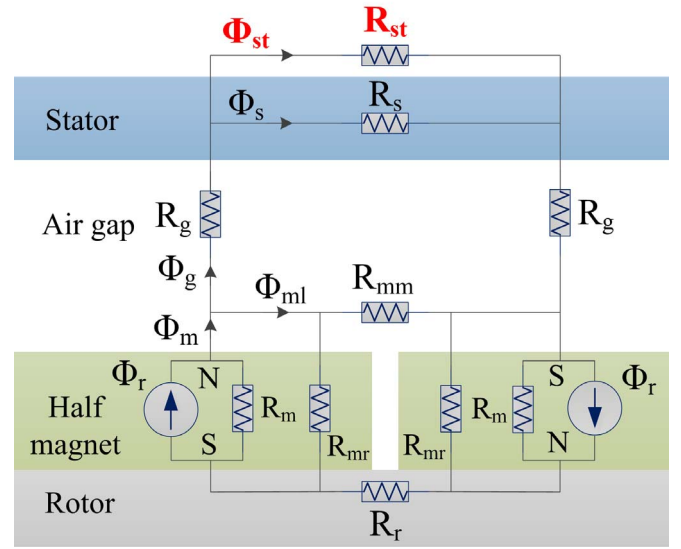 Φst Rst
Φs Rs
Stator
Rg Rg
Air gap
Φg
Φml Rmm
Φm
Φr N S Φr
Half magnet
Rm Rmr Rmr Rm
S N
Rotor
Rr